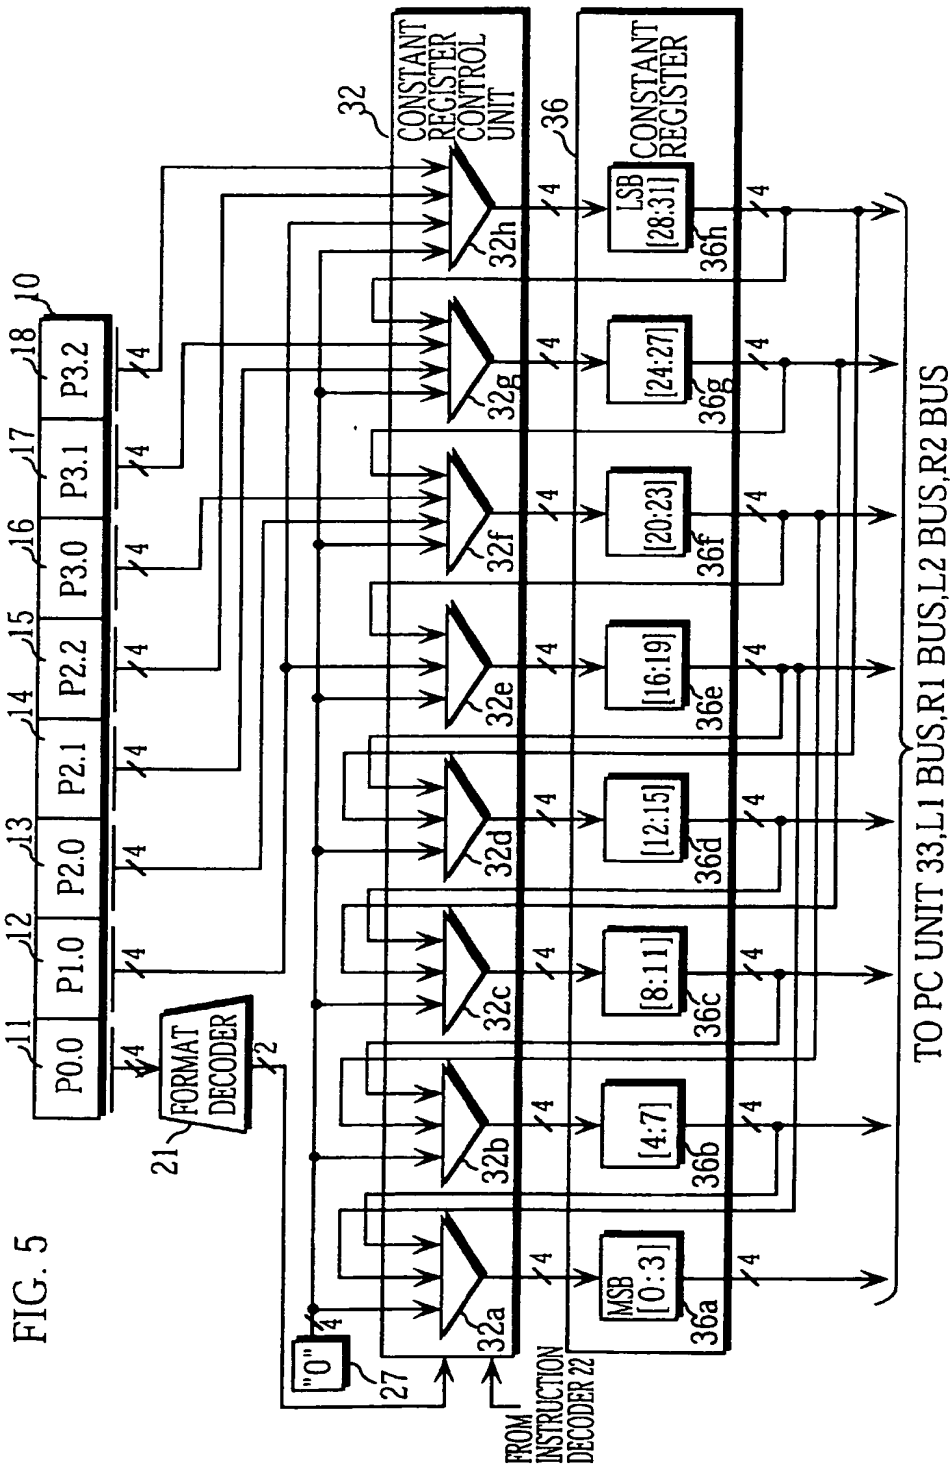 FIG. 5
10
11 12 13 14 15 16 17 18
P0.0 P1.0 P2.0 P2.1 P2.2 P3.0 P3.1 P3.2
4 4 4 4 4 4 4 4
21
FORMAT
DECODER
2
"0"
4
27
32
CONSTANT
REGISTER
CONTROL
UNIT
32a 32b 32c 32d 32e 32f 32g 32h
FROM
INSTRUCTION
DECODER 22
4 4 4 4 4 4 4 4
36
CONSTANT
REGISTER
MSB
[0:3] [4:7] [8:11] [12:15] [16:19] [20:23] [24:27] LSB
[28:31]
36a 36b 36c 36d 36e 36f 36g 36h
4 4 4 4 4 4 4 4
TO PC UNIT 33,L1 BUS,R1 BUS,L2 BUS,R2 BUS